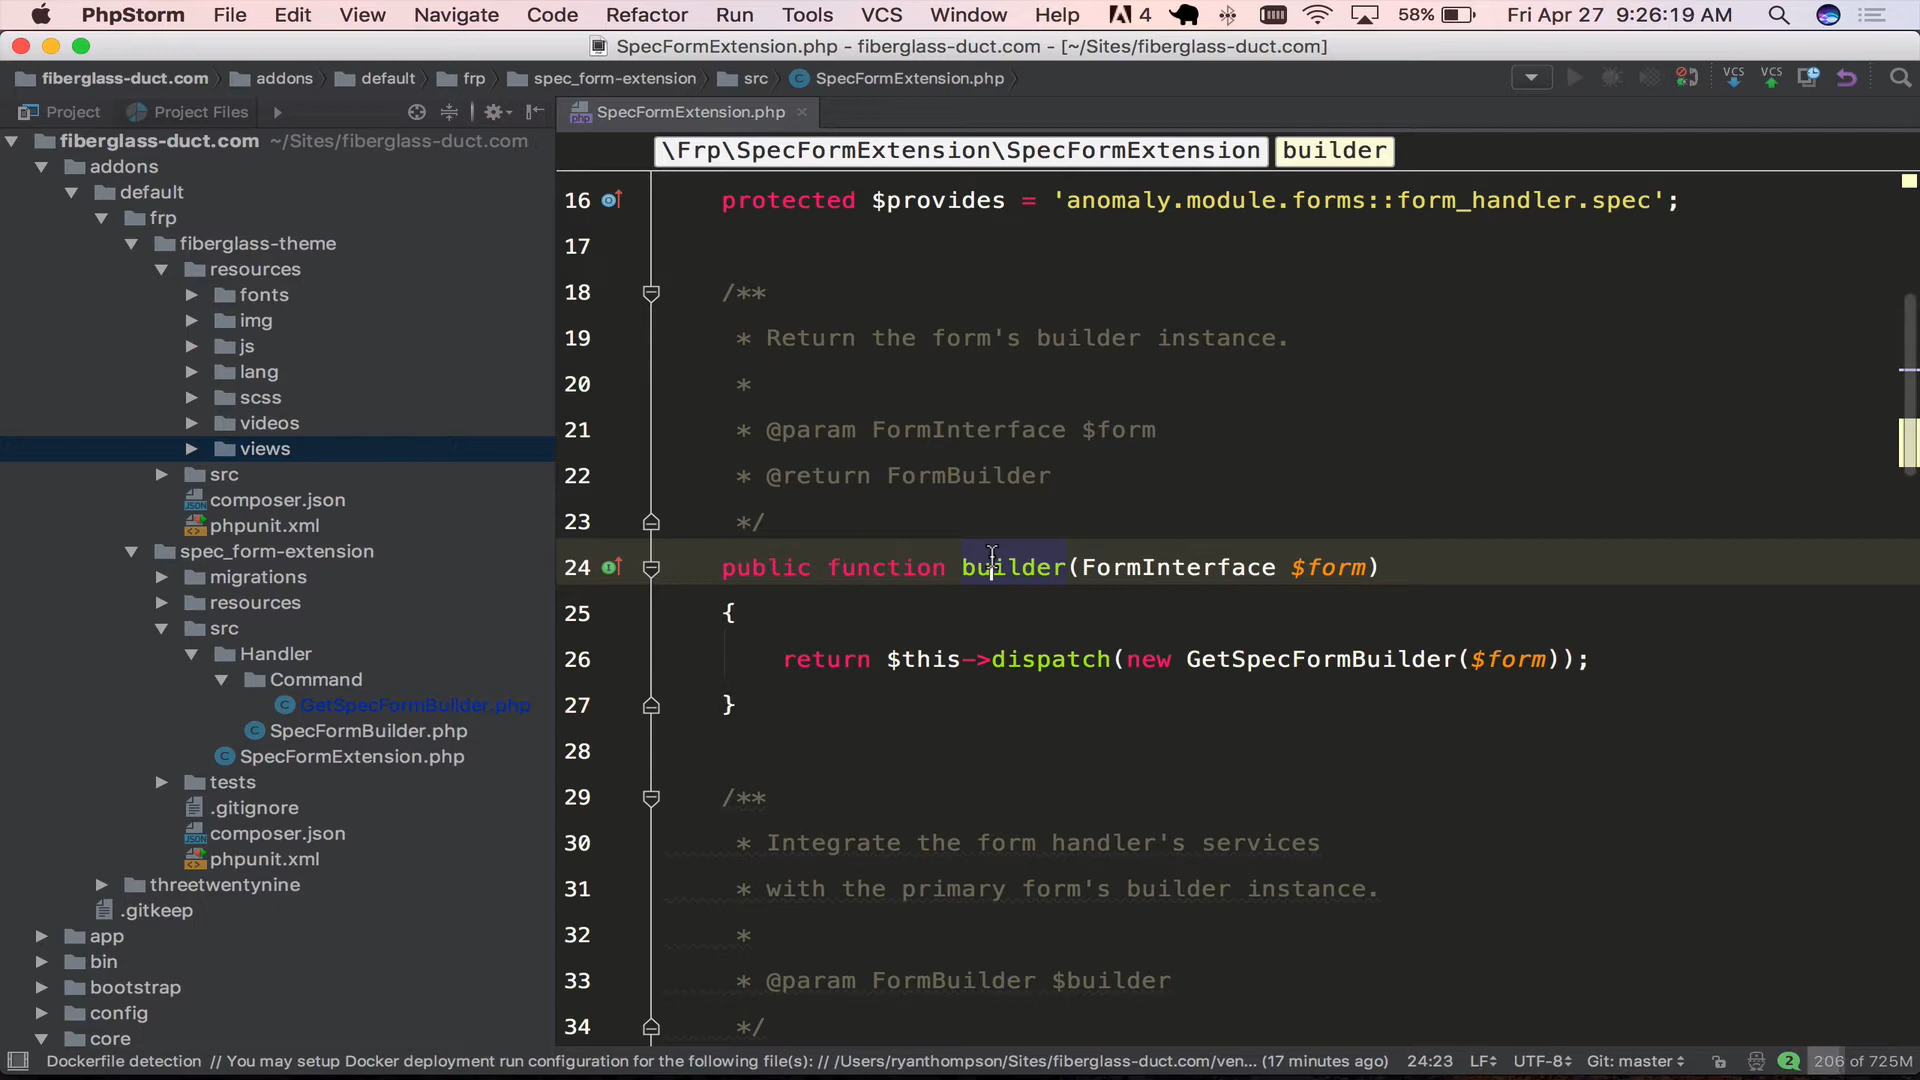 PhpStorm File Edit View Navigate Code Refactor Run Tools VCS Window Help 4 58% Fri Apr 27 9:26:19 AM
SpecFormExtension.php - fiberglass-duct.com - [~/Sites/fiberglass-duct.com]
fiberglass-duct.com addons default frp spec_form-extension src SpecFormExtension.php VCS VCS
Project Project Files
SpecFormExtension.php
\Frp\SpecFormExtension\SpecFormExtension builder
fiberglass-duct.com ~/Sites/fiberglass-duct.com
addons
default
frp
fiberglass-theme
resources
fonts
img
js
lang
scss
videos
views
src
composer.json
phpunit.xml
spec_form-extension
migrations
resources
src
Handler
Command
GetSpecFormBuilder.php
SpecFormBuilder.php
SpecFormExtension.php
tests
.gitignore
composer.json
phpunit.xml
threetwentynine
.gitkeep
app
bin
bootstrap
config
core
16 protected $provides = 'anomaly.module.forms::form_handler.spec';
17
18 /**
19 * Return the form's builder instance.
20 *
21 * @param FormInterface $form
22 * @return FormBuilder
23 */
24 public function builder(FormInterface $form)
25 {
26 return $this->dispatch(new GetSpecFormBuilder($form));
27 }
28
29 /**
30 * Integrate the form handler's services
31 * with the primary form's builder instance.
32 *
33 * @param FormBuilder $builder
34 */
Dockerfile detection // You may setup Docker deployment run configuration for the following file(s): // /Users/ryanthompson/Sites/fiberglass-duct.com/ven... (17 minutes ago) 24:23 LF UTF-8 Git: master 2 206 of 725M